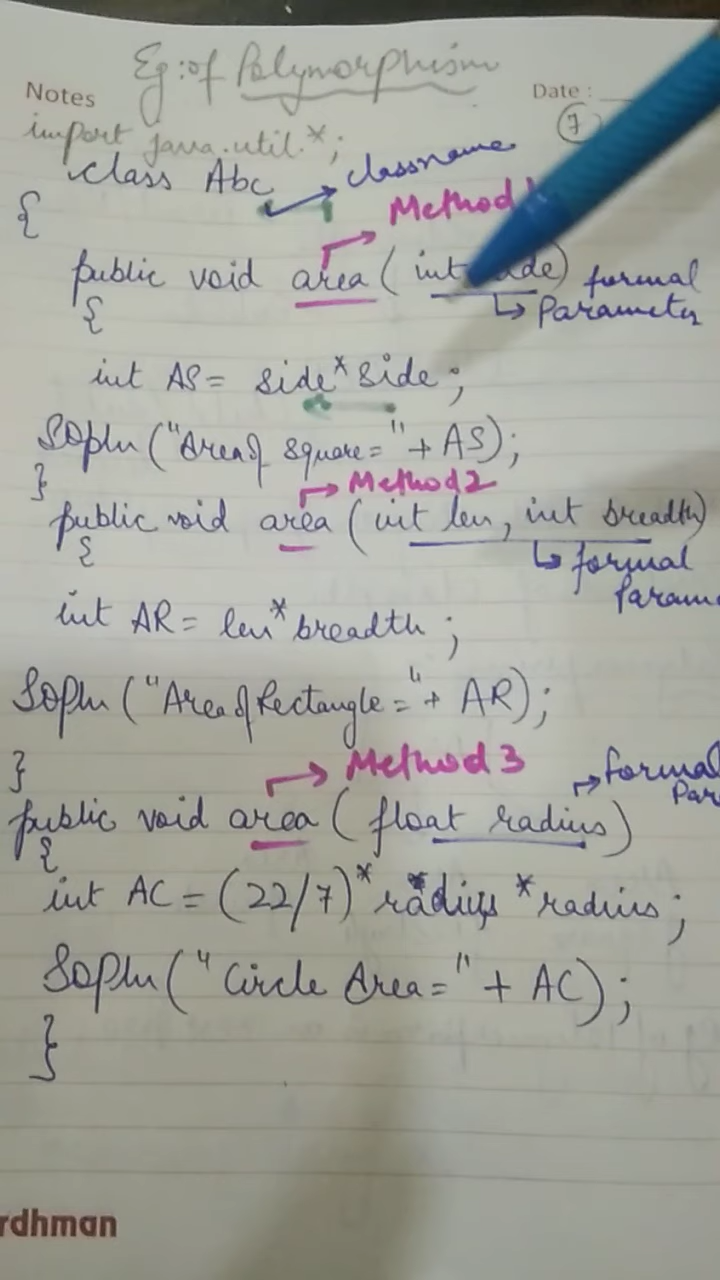 Eg: of Polymorphism
Notes
Date :
7
import java.util.*;
class Abc
classname
{
Method
public void area ( int
formal
Parameter
{
int AS = side*side ;
SOpln ("Area of Square=" + AS);
}
Method 2
public void area ( int len, int breadth)
{
formal
int AR = len*breadth ;
SOpln ("Area of Rectangle=" + AR);
}
Method 3
formal
public void area ( float radius)
{
int AC = (22/7)* radius * radius ;
SOpln (" Circle Area=" + AC);
}
rdhman